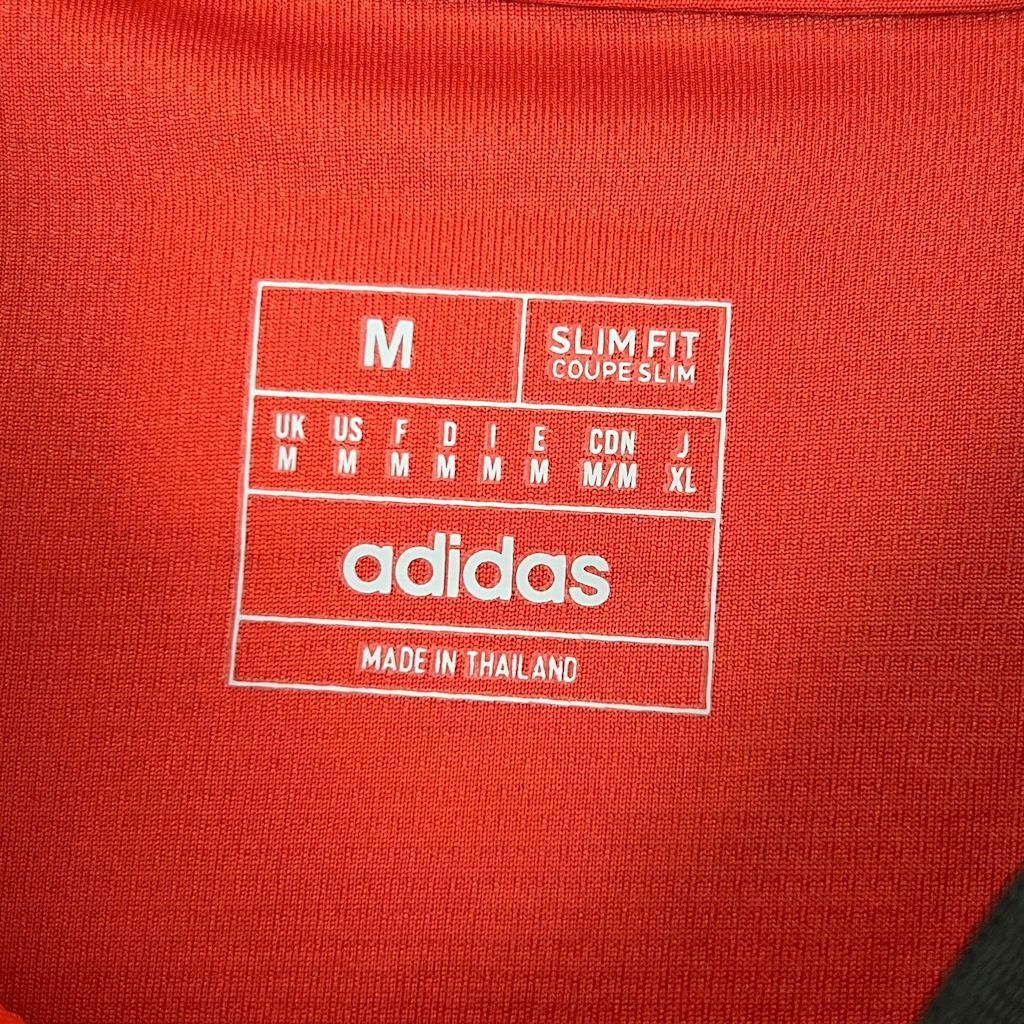 M
SLIM FIT
COUPE SLIM
UK US F D I E CDN J
M M M M M M M/M XL
adidas
MADE IN THAILAND